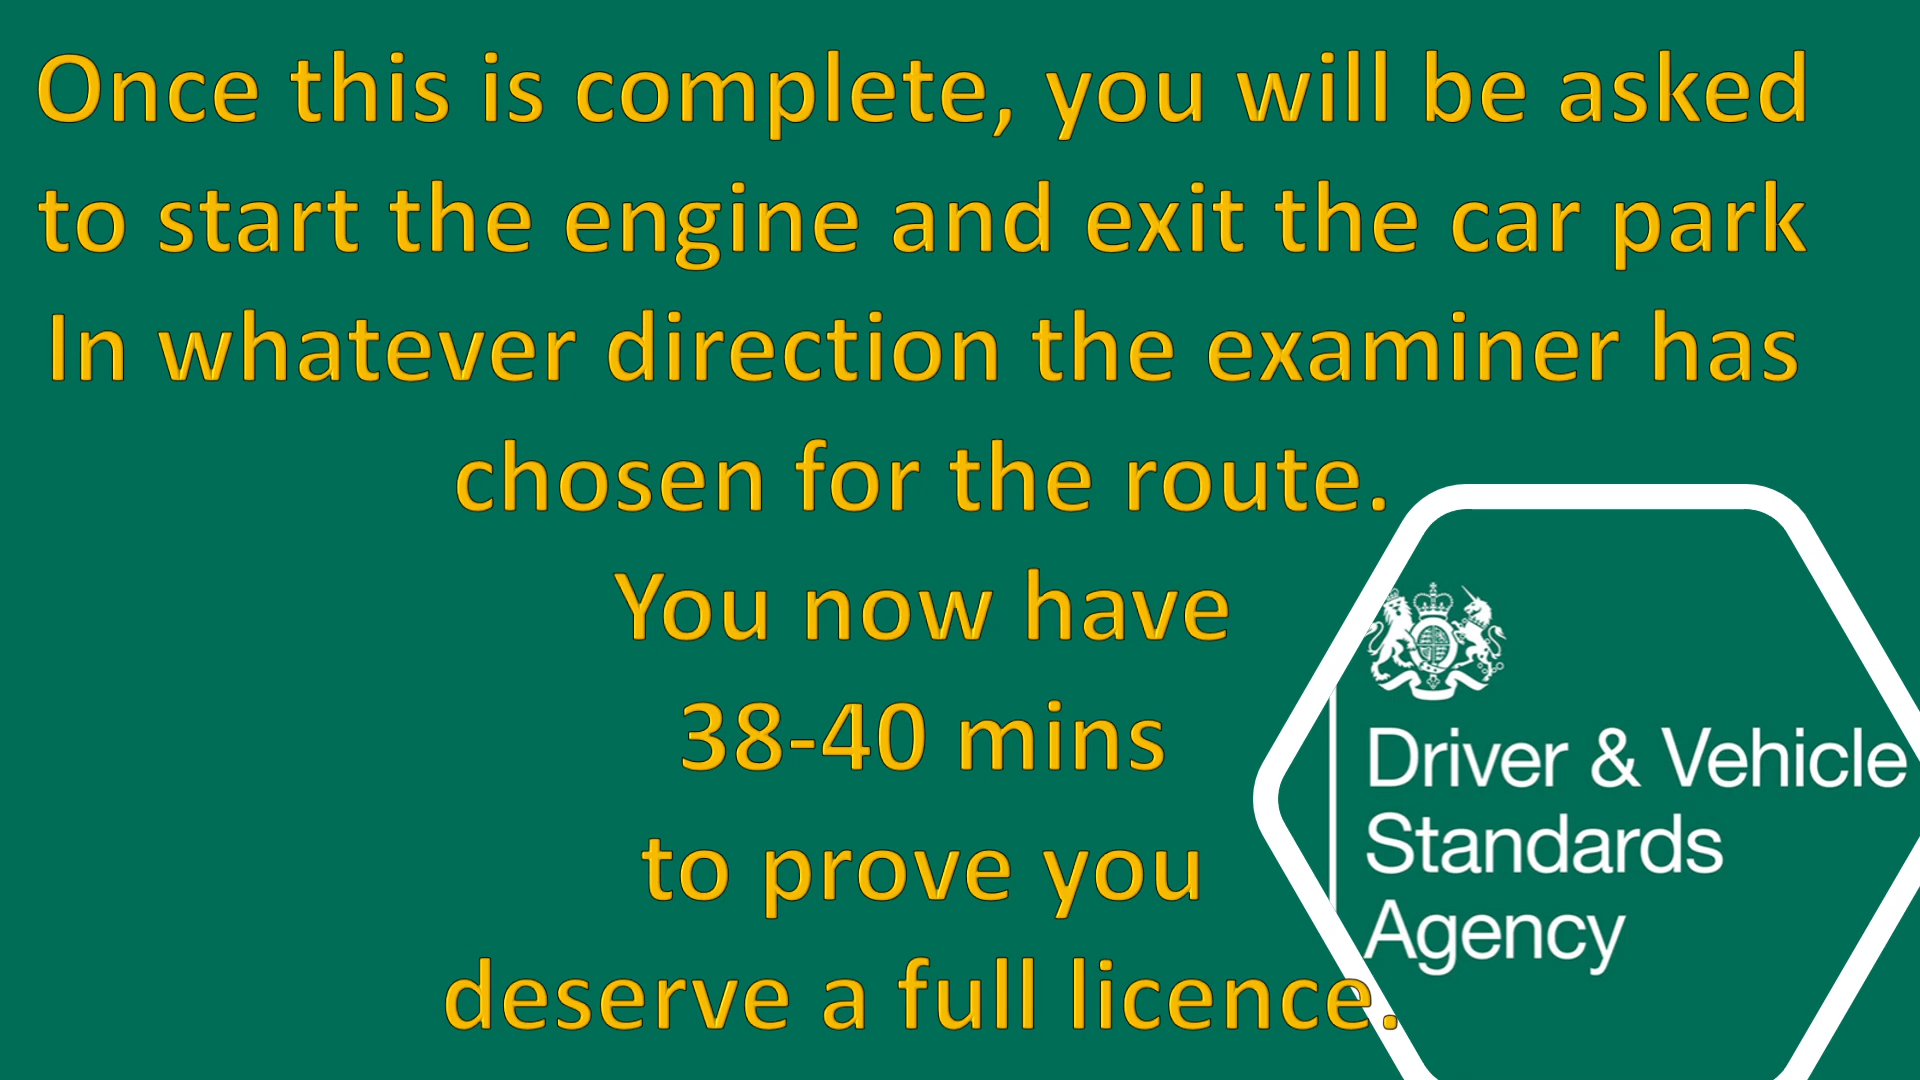 Once this is complete, you will be asked
to start the engine and exit the car park
In whatever direction the examiner has
chosen for the route.
You now have
38-40 mins
to prove you
deserve a full licence.
Driver & Vehicle
Standards
Agency